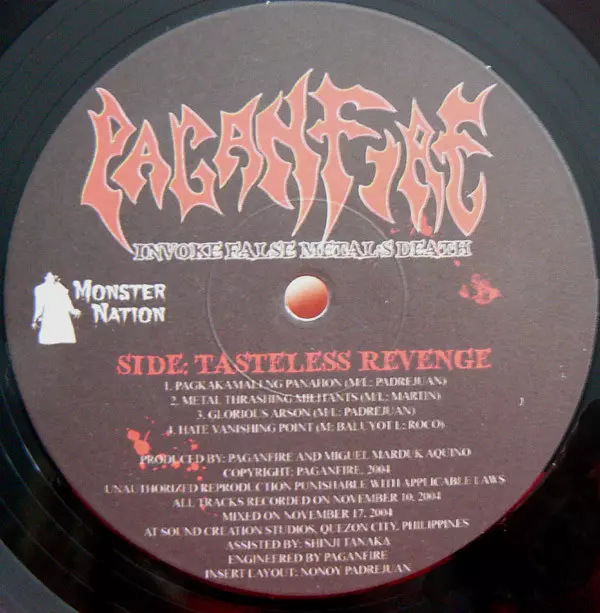 PAGANFIRE
INVOKE FALSE METAL'S DEATH
MONSTER
NATION
SIDE: TASTELESS REVENGE
1. PAGKAKAMALI NG PANAHON (M/L: PADREJUAN)
2. METAL THRASHING MILITANTS (M/L: MARTIN)
3. GLORIOUS ARSON (M/L: PADREJUAN)
4. HATE VANISHING POINT (M: BALUYOT L: ROCO)
PRODUCED BY: PAGANFIRE AND MIGUEL MARDUK AQUINO
COPYRIGHT: PAGANFIRE, 2004
UNAUTHORIZED REPRODUCTION PUNISHABLE WITH APPLICABLE LAWS
ALL TRACKS RECORDED ON NOVEMBER 10, 2004
MIXED ON NOVEMBER 17, 2004
AT SOUND CREATION STUDIOS, QUEZON CITY, PHILIPPINES
ASSISTED BY: SHINJI TANAKA
ENGINEERED BY PAGANFIRE
INSERT LAYOUT: NONOY PADREJUAN